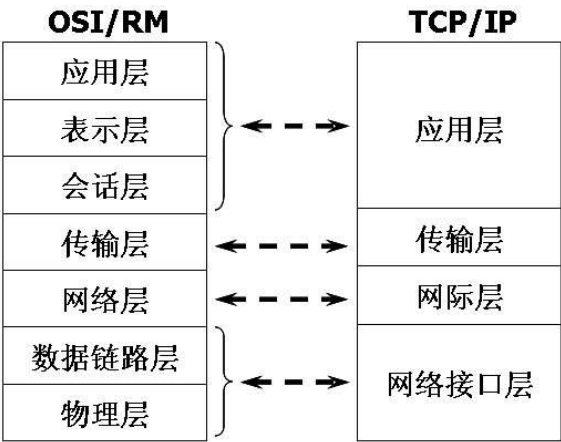 OSI/RM
TCP/IP
应用层
表示层
会话层
传输层
网络层
数据链路层
物理层
应用层
传输层
网际层
网络接口层